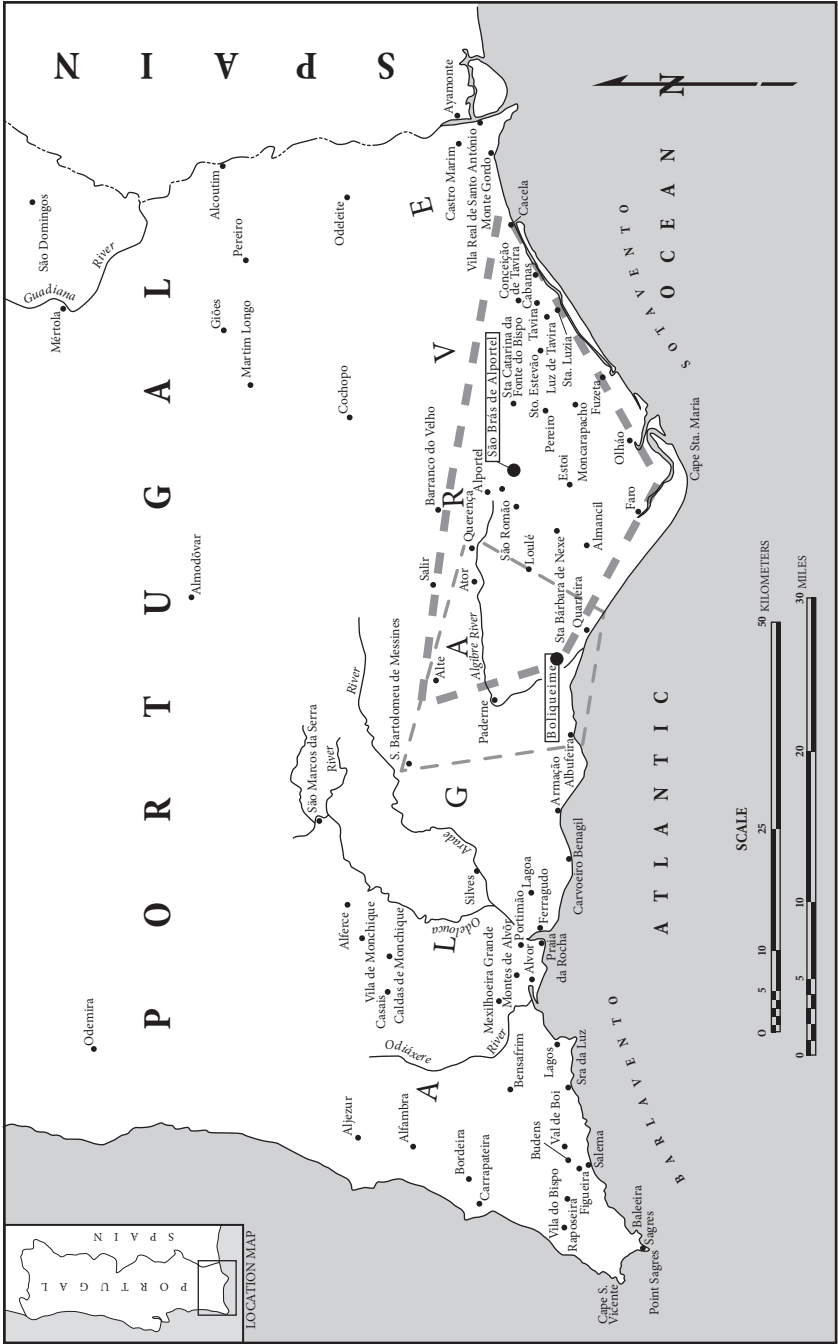 SPAIN
PORTUGAL
ALGARVE
ATLANTIC OCEAN
BARLAVENTO
SOTAVENTO
N
São Domingos
Guadiana
River
Mértola
Alcoutim
Pereiro
Giões
Martim Longo
Odeleite
Cochopo
Almodôvar
Odemira
Ayamonte
Castro Marim
Vila Real de Santo António
Monte Gordo
Cacela
Conceição
de Tavira
Cabanas
Tavira
Luz de Tavira
Sta. Luzia
Sta Catarina da
Fonte do Bispo
Sto. Estevão
Pereiro
Moncarapacho
Fuzeta
Olhão
Estoi
Faro
Cape Sta. Maria
São Brás de Alportel
Alportel
Barranco do Velho
Querença
São Romão
Loulé
Sta Bárbara de Nexe
Almancil
Quarteira
Salir
Ator
Alte
Algibre River
Paderne
Boliqueime
River
S. Bartolomeu de Messines
São Marcos da Serra
River
Arade
Silves
Odelouca
Albufeira
Armação
Carvoeiro Benagil
Lagoa
Ferragudo
Portimão
Praia
da Rocha
Alvor
Montes de Alvôr
Mexilhoeira Grande
Alferce
Vila de Monchique
Caldas de Monchique
Casais
Odiáxere
River
Bensafrim
Lagos
Sra da Luz
Val de Boi
Budens
Salema
Figueira
Vila do Bispo
Raposeira
Aljezur
Alfambra
Bordeira
Carrapateira
Baleeira
Sagres
Point Sagres
Cape S.
Vicente
SCALE
0 5 10 25 50 KILOMETERS
0 5 10 20 30 MILES
PORTUGAL
SPAIN
LOCATION MAP